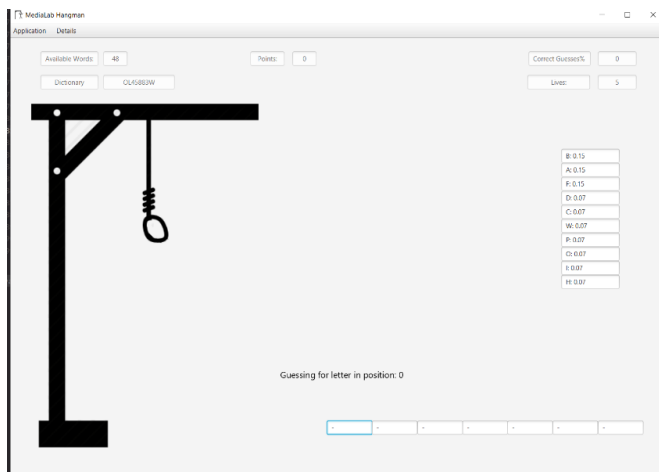 MediaLab Hangman
Application Details
Available Words: 48 Points: 0 Correct Guesses% 0
Dictionary OL45883W Lives: 5
B: 0.15
A: 0.15
F: 0.15
D: 0.07
C: 0.07
W: 0.07
P: 0.07
O: 0.07
I: 0.07
H: 0.07
Guessing for letter in position: 0
- - - - - - -